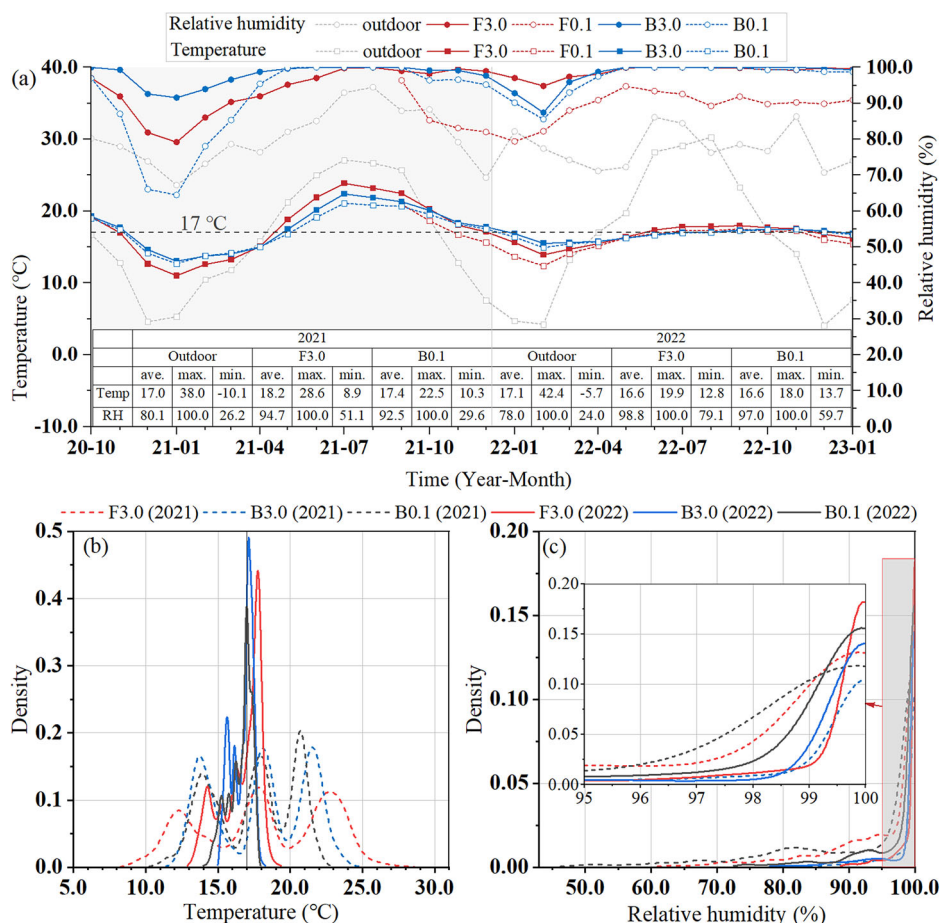 Relative humidity outdoor F3.0 F0.1 B3.0 B0.1
Temperature outdoor F3.0 F0.1 B3.0 B0.1
(a)
Temperature (℃)
40.0
30.0
20.0
10.0
0.0
-10.0
17 ℃
Relative humidity (%)
100.0
90.0
80.0
70.0
60.0
50.0
40.0
30.0
20.0
10.0
0.0
2021 2022
Outdoor F3.0 B0.1 Outdoor F3.0 B0.1
ave. max. min. ave. max. min. ave. max. min. ave. max. min. ave. max. min. ave. max. min.
Temp 17.0 38.0 -10.1 18.2 28.6 8.9 17.4 22.5 10.3 17.1 42.4 -5.7 16.6 19.9 12.8 16.6 18.0 13.7
RH 80.1 100.0 26.2 94.7 100.0 51.1 92.5 100.0 29.6 78.0 100.0 24.0 98.8 100.0 79.1 97.0 100.0 59.7
20-10 21-01 21-04 21-07 21-10 22-01 22-04 22-07 22-10 23-01
Time (Year-Month)
F3.0 (2021) B3.0 (2021) B0.1 (2021) F3.0 (2022) B3.0 (2022) B0.1 (2022)
(b)
Density
0.5
0.4
0.3
0.2
0.1
0.0
5.0 10.0 15.0 20.0 25.0 30.0
Temperature (℃)
(c)
Density
0.20
0.15
0.10
0.05
0.00
50.0 60.0 70.0 80.0 90.0 100.0
Relative humidity (%)
0.20
0.15
0.10
0.05
0.00
95 96 97 98 99 100